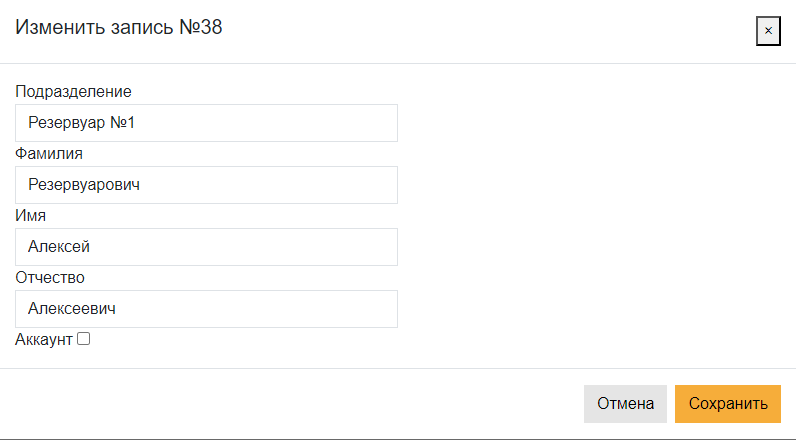 Изменить запись №38
×
Подразделение
Резервуар №1
Фамилия
Резервуарович
Имя
Алексей
Отчество
Алексеевич
Аккаунт
Отмена Сохранить